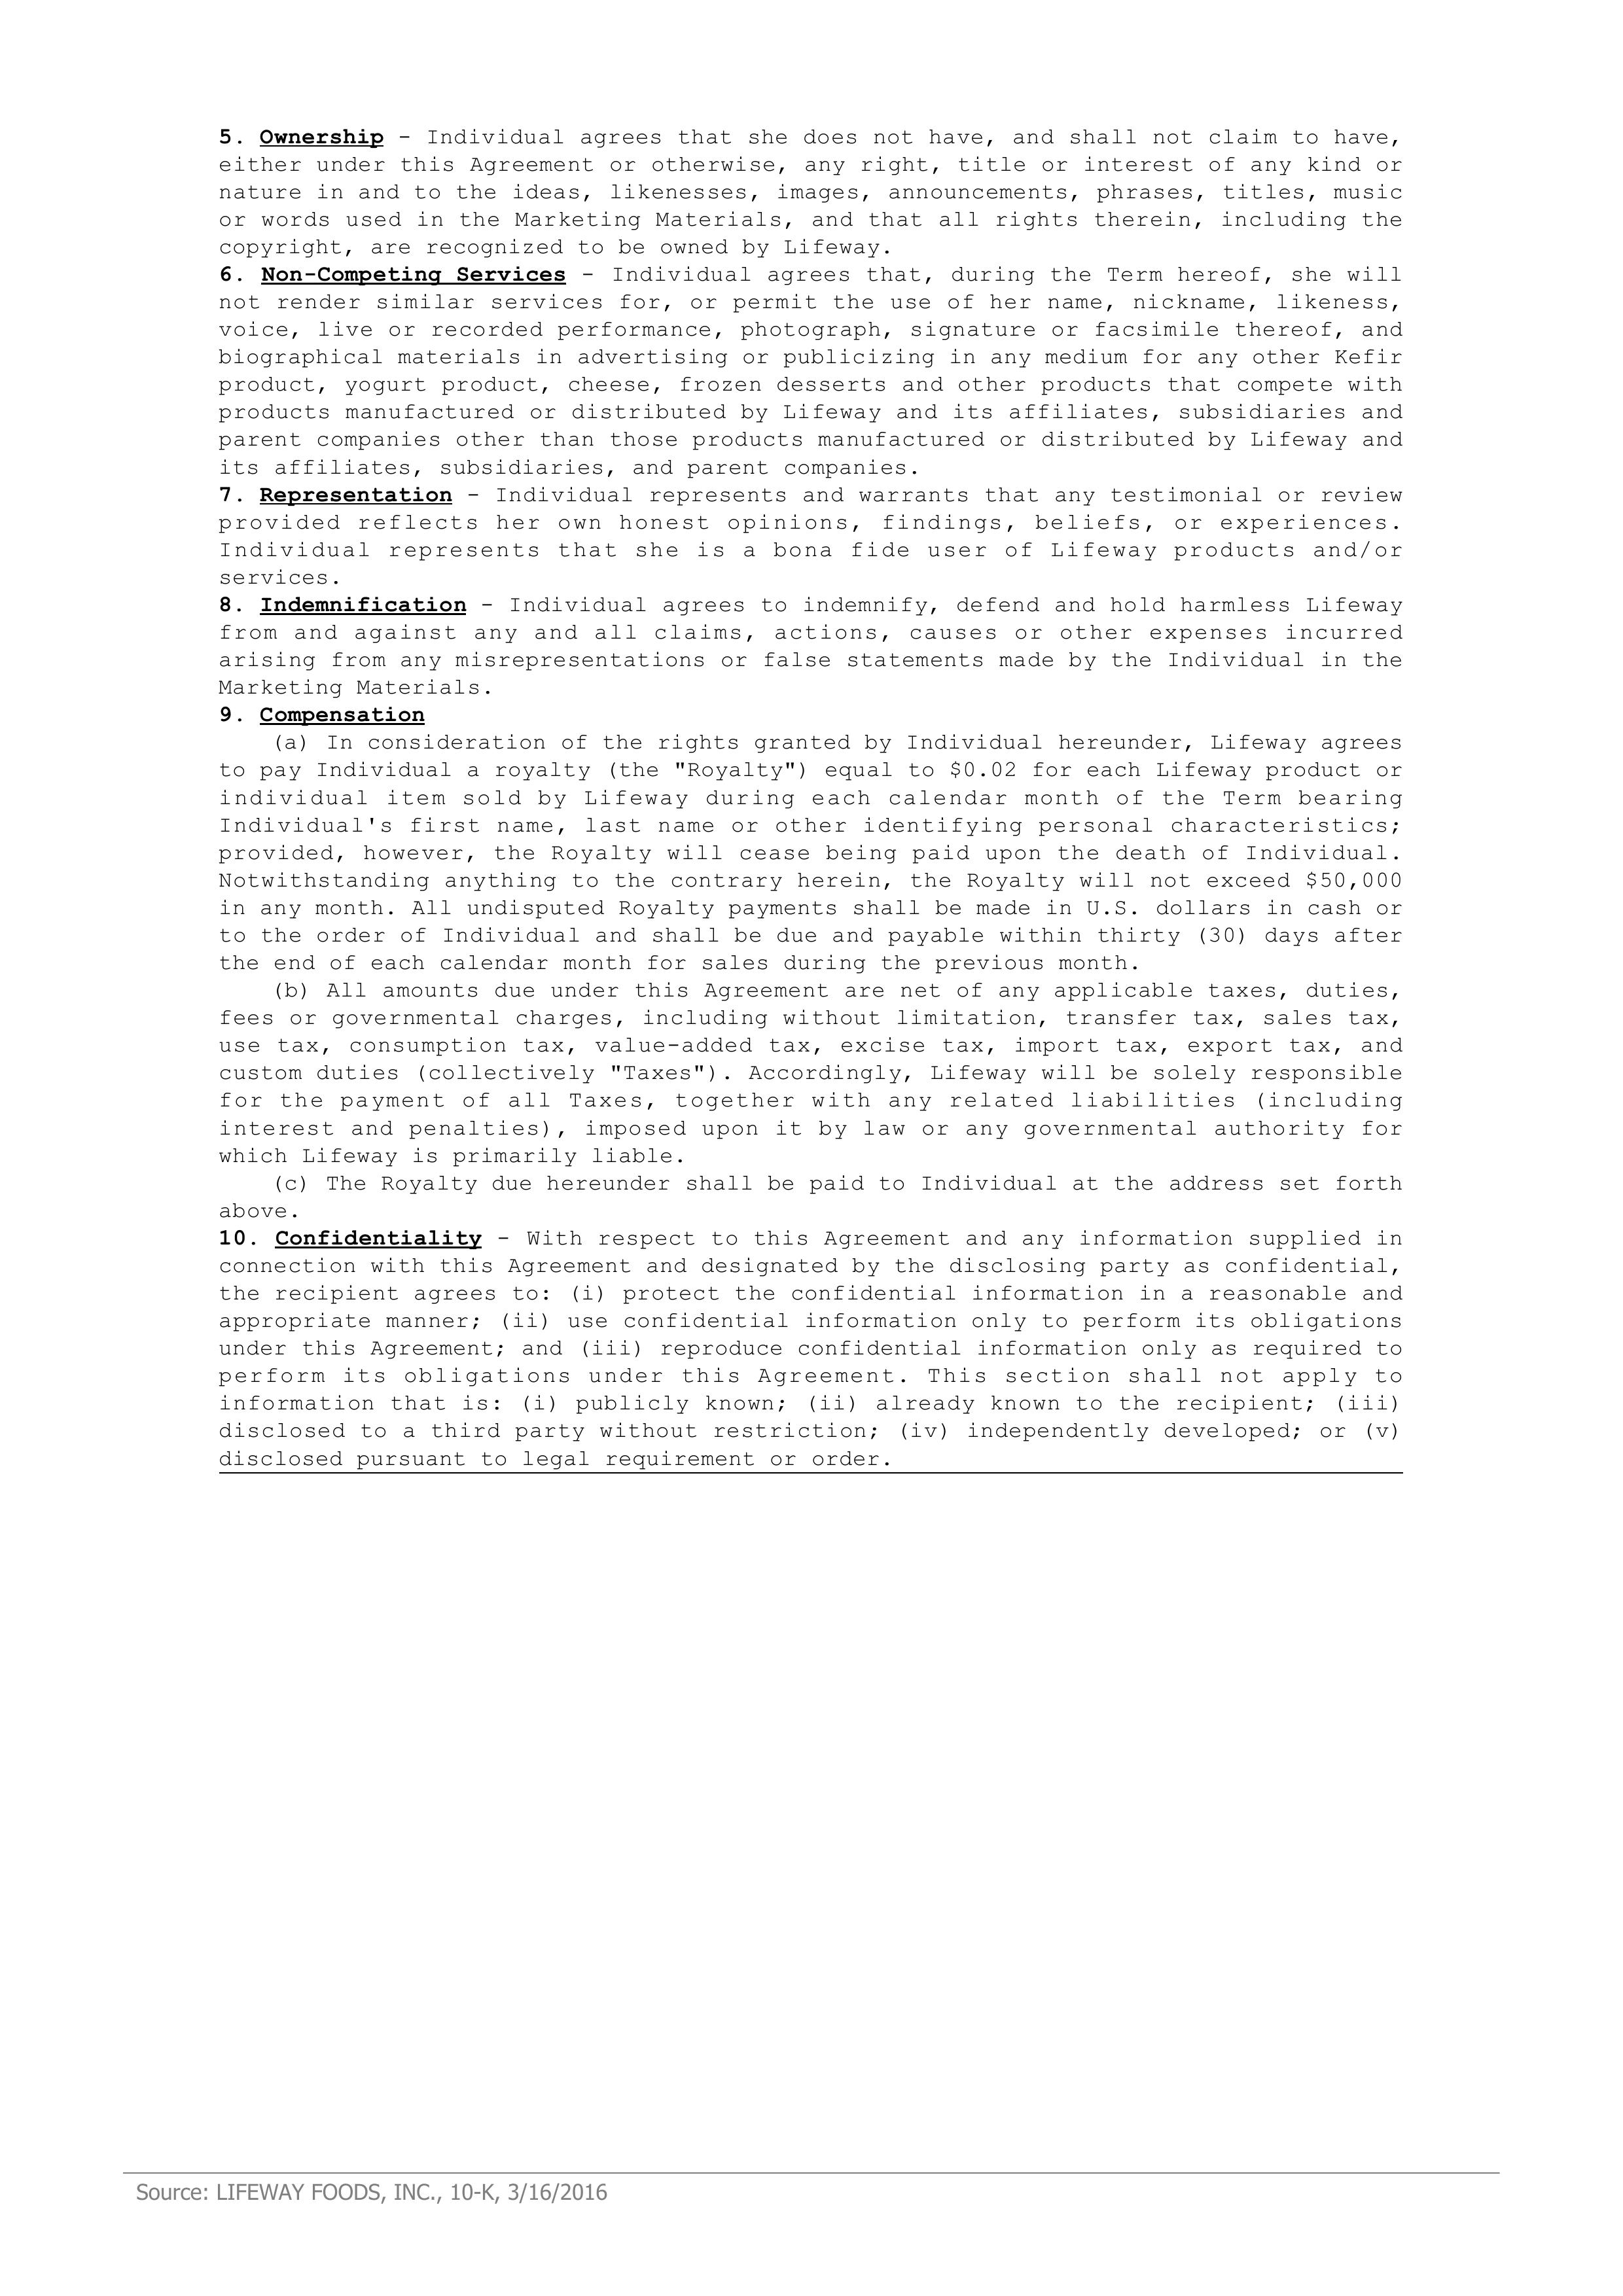 5. Ownership - Individual agrees that she does not have, and shall not claim to have,
either under this Agreement or otherwise, any right, title or interest of any kind or
nature in and to the ideas, likenesses, images, announcements, phrases, titles, music
or words used in the Marketing Materials, and that all rights therein, including the
copyright, are recognized to be owned by Lifeway.
6. Non-Competing Services - Individual agrees that, during the Term hereof, she will
not render similar services for, or permit the use of her name, nickname, likeness,
voice, live or recorded performance, photograph, signature or facsimile thereof, and
biographical materials in advertising or publicizing in any medium for any other Kefir
product, yogurt product, cheese, frozen desserts and other products that compete with
products manufactured or distributed by Lifeway and its affiliates, subsidiaries and
parent companies other than those products manufactured or distributed by Lifeway and
its affiliates, subsidiaries, and parent companies.
7. Representation - Individual represents and warrants that any testimonial or review
provided reflects her own honest opinions, findings, beliefs, or experiences.
Individual represents that she is a bona fide user of Lifeway products and/or
services.
8. Indemnification - Individual agrees to indemnify, defend and hold harmless Lifeway
from and against any and all claims, actions, causes or other expenses incurred
arising from any misrepresentations or false statements made by the Individual in the
Marketing Materials.
9. Compensation
(a) In consideration of the rights granted by Individual hereunder, Lifeway agrees
to pay Individual a royalty (the "Royalty") equal to $0.02 for each Lifeway product or
individual item sold by Lifeway during each calendar month of the Term bearing
Individual's first name, last name or other identifying personal characteristics;
provided, however, the Royalty will cease being paid upon the death of Individual.
Notwithstanding anything to the contrary herein, the Royalty will not exceed $50,000
in any month. All undisputed Royalty payments shall be made in U.S. dollars in cash or
to the order of Individual and shall be due and payable within thirty (30) days after
the end of each calendar month for sales during the previous month.
(b) All amounts due under this Agreement are net of any applicable taxes, duties,
fees or governmental charges, including without limitation, transfer tax, sales tax,
use tax, consumption tax, value-added tax, excise tax, import tax, export tax, and
custom duties (collectively "Taxes"). Accordingly, Lifeway will be solely responsible
for the payment of all Taxes, together with any related liabilities (including
interest and penalties), imposed upon it by law or any governmental authority for
which Lifeway is primarily liable.
(c) The Royalty due hereunder shall be paid to Individual at the address set forth
above.
10. Confidentiality - With respect to this Agreement and any information supplied in
connection with this Agreement and designated by the disclosing party as confidential,
the recipient agrees to: (i) protect the confidential information in a reasonable and
appropriate manner; (ii) use confidential information only to perform its obligations
under this Agreement; and (iii) reproduce confidential information only as required to
perform its obligations under this Agreement. This section shall not apply to
information that is: (i) publicly known; (ii) already known to the recipient; (iii)
disclosed to a third party without restriction; (iv) independently developed; or (v)
disclosed pursuant to legal requirement or order.
Source: LIFEWAY FOODS, INC., 10-K, 3/16/2016